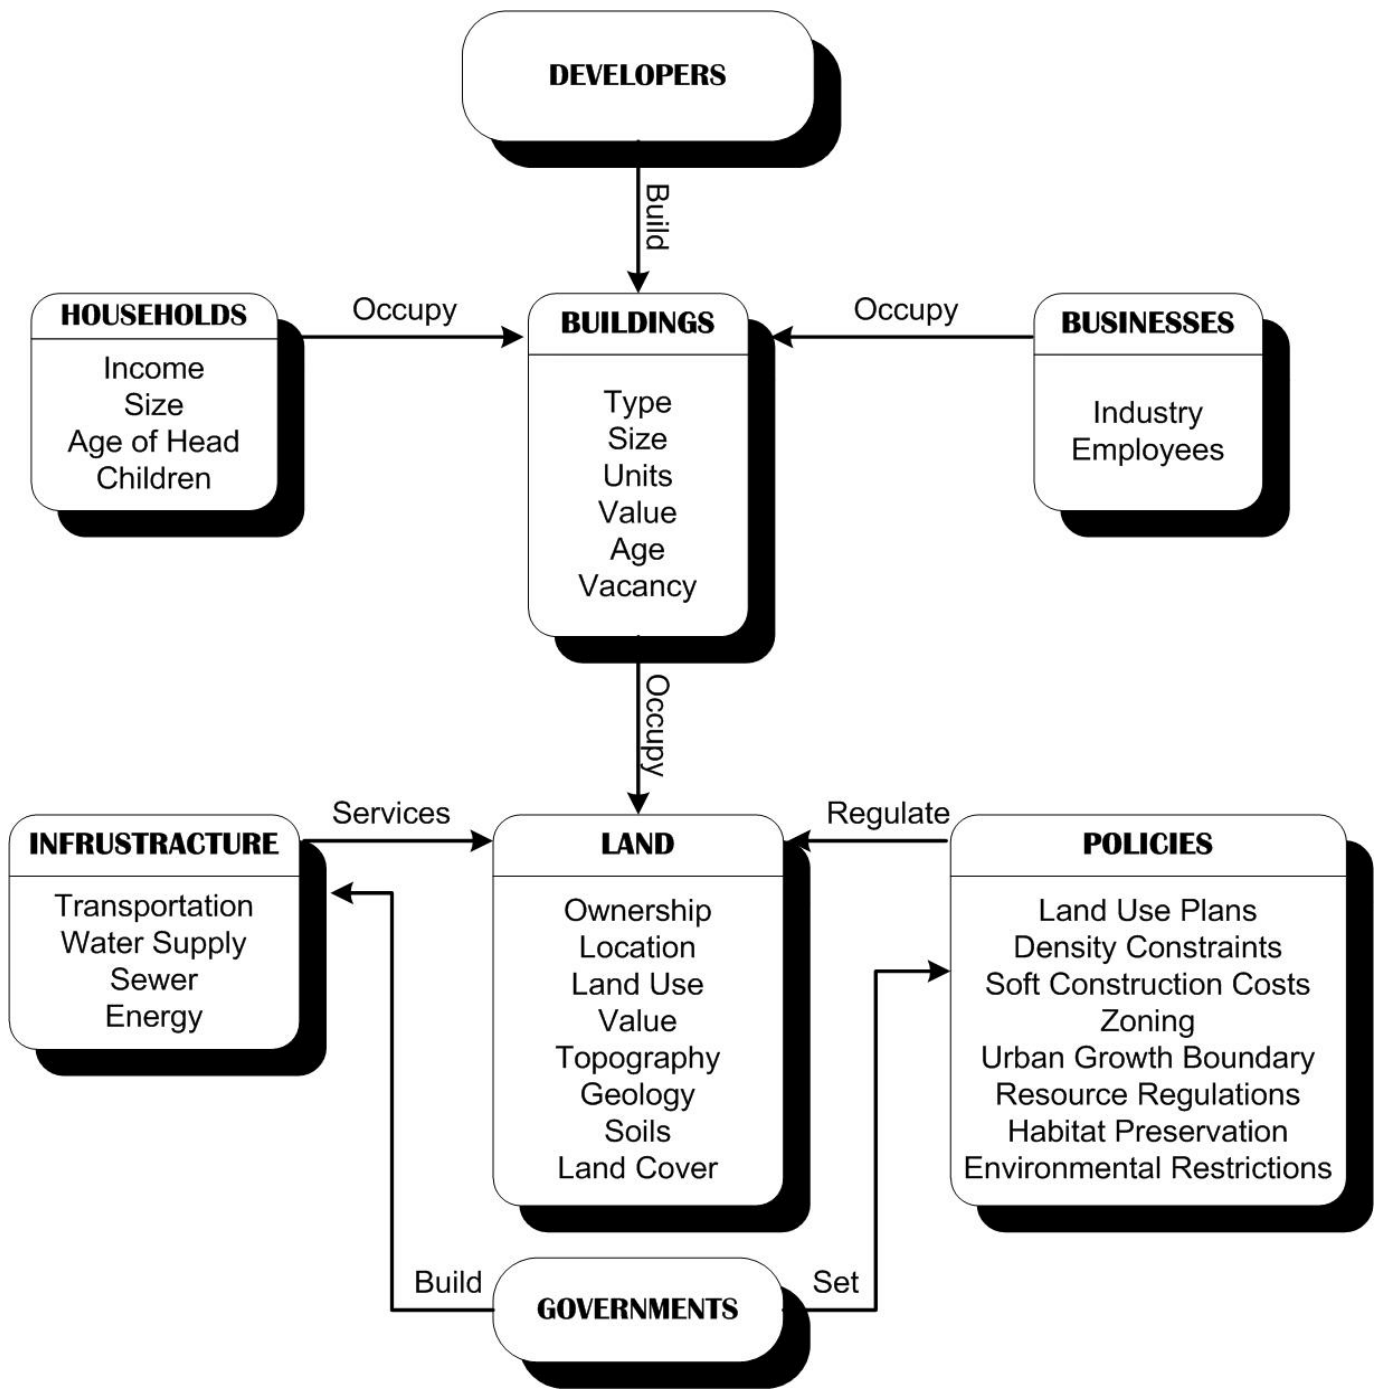 DEVELOPERS
Build
HOUSEHOLDS
Income
Size
Age of Head
Children
Occupy
BUILDINGS
Type
Size
Units
Value
Age
Vacancy
Occupy
BUSINESSES
Industry
Employees
Occupy
INFRUSTRACTURE
Transportation
Water Supply
Sewer
Energy
Services
LAND
Ownership
Location
Land Use
Value
Topography
Geology
Soils
Land Cover
Regulate
POLICIES
Land Use Plans
Density Constraints
Soft Construction Costs
Zoning
Urban Growth Boundary
Resource Regulations
Habitat Preservation
Environmental Restrictions
Build
GOVERNMENTS
Set